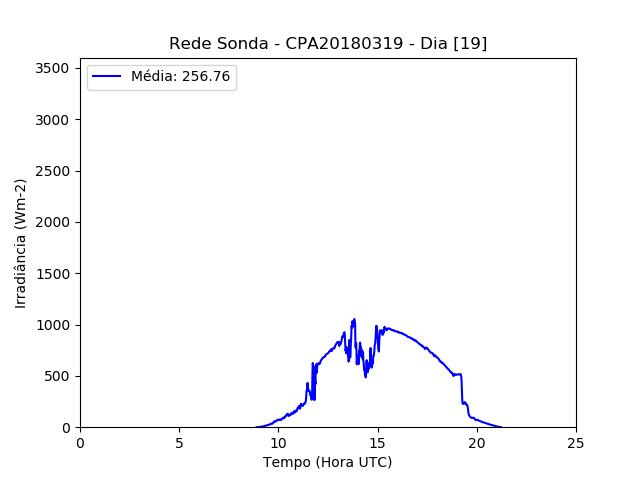 Rede Sonda - CPA20180319 - Dia [19]
Média: 256.76
3500
3000
2500
2000
1500
1000
500
0
Irradiância (Wm-2)
0 5 10 15 20 25
Tempo (Hora UTC)